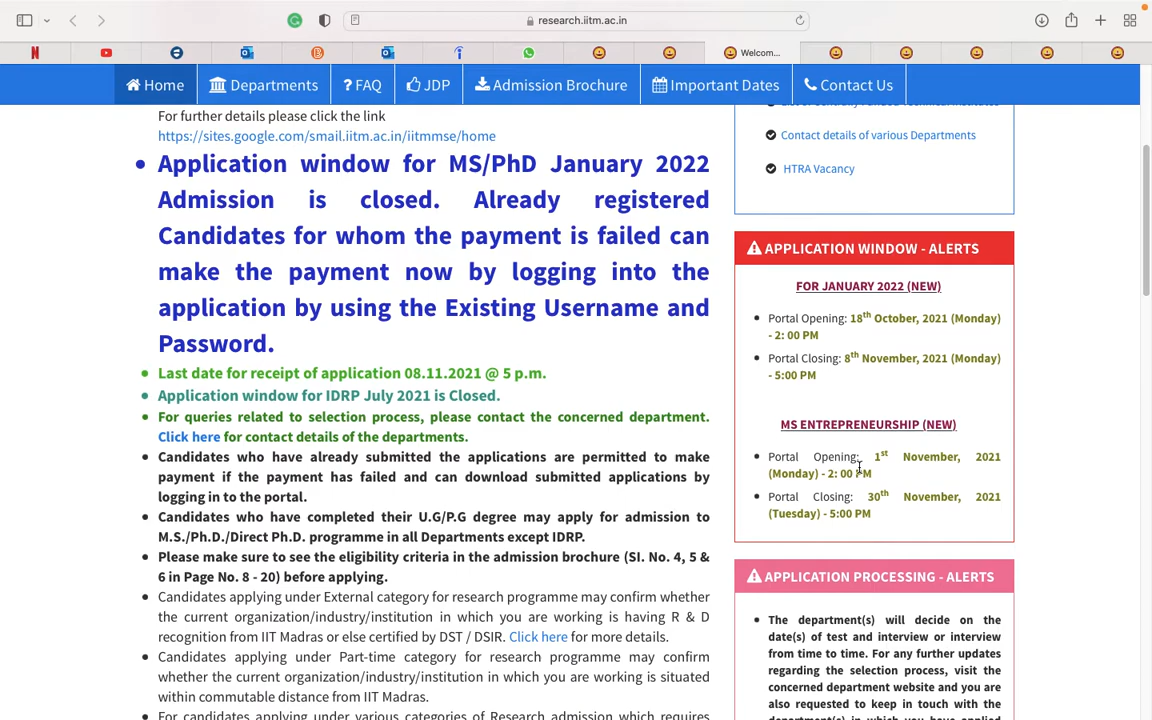 research.iitm.ac.in
Welcom...
Home
Departments
? FAQ
JDP
Admission Brochure
Important Dates
Contact Us
For further details please click the link
https://sites.google.com/smail.iitm.ac.in/iitmmse/home
Application window for MS/PhD January 2022
Admission is closed. Already registered
Candidates for whom the payment is failed can
make the payment now by logging into the
application by using the Existing Username and
Password.
Last date for receipt of application 08.11.2021 @ 5 p.m.
Application window for IDRP July 2021 is Closed.
For queries related to selection process, please contact the concerned department.
Click here for contact details of the departments.
Candidates who have already submitted the applications are permitted to make
payment if the payment has failed and can download submitted applications by
logging in to the portal.
Candidates who have completed their U.G/P.G degree may apply for admission to
M.S./Ph.D./Direct Ph.D. programme in all Departments except IDRP.
Please make sure to see the eligibility criteria in the admission brochure (SI. No. 4, 5 &
6 in Page No. 8 - 20) before applying.
Candidates applying under External category for research programme may confirm whether
the current organization/industry/institution in which you are working is having R & D
recognition from IIT Madras or else certified by DST / DSIR. Click here for more details.
Candidates applying under Part-time category for research programme may confirm
whether the current organization/industry/institution in which you are working is situated
within commutable distance from IIT Madras.
For candidates applying under various categories of Research admission which requires
Contact details of various Departments
HTRA Vacancy
APPLICATION WINDOW - ALERTS
FOR JANUARY 2022 (NEW)
Portal Opening: 18th October, 2021 (Monday)
- 2: 00 PM
Portal Closing: 8th November, 2021 (Monday)
- 5:00 PM
MS ENTREPRENEURSHIP (NEW)
Portal Opening: 1st November, 2021
(Monday) - 2: 00 PM
Portal Closing: 30th November, 2021
(Tuesday) - 5:00 PM
APPLICATION PROCESSING - ALERTS
The department(s) will decide on the
date(s) of test and interview or interview
from time to time. For any further updates
regarding the selection process, visit the
concerned department website and you are
also requested to keep in touch with the